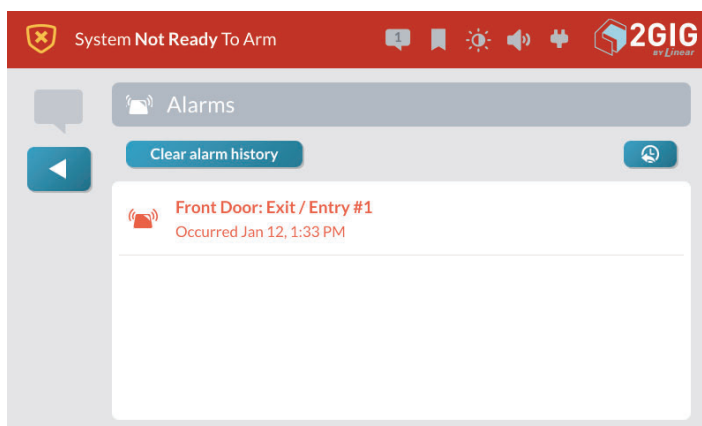 System Not Ready To Arm
1
2GIG
BY Linear
Alarms
Clear alarm history
Front Door: Exit / Entry #1
Occurred Jan 12, 1:33 PM